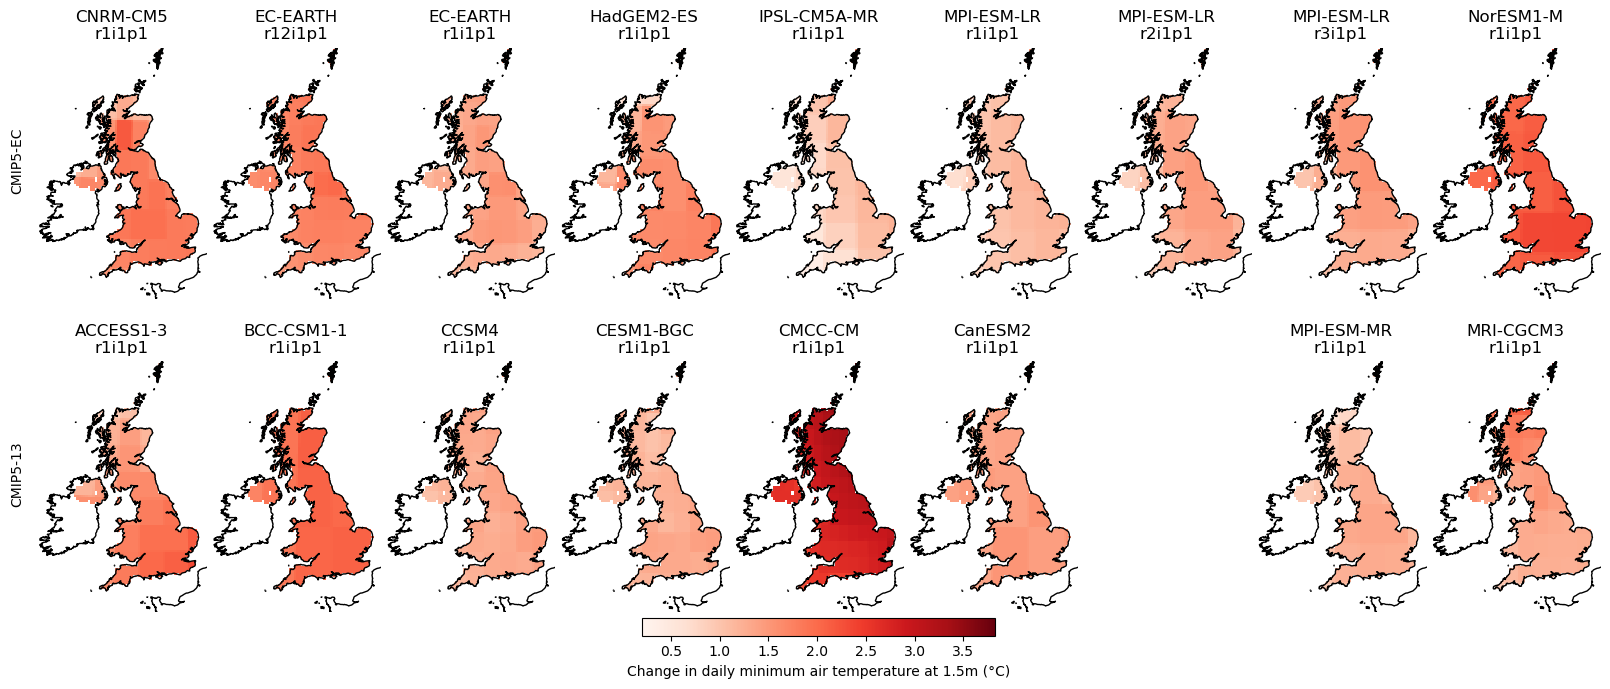 CNRM-CM5 EC-EARTH EC-EARTH HadGEM2-ES IPSL-CM5A-MR MPI-ESM-LR MPI-ESM-LR MPI-ESM-LR NorESM1-M
r1i1p1 r12i1p1 r1i1p1 r1i1p1 r1i1p1 r1i1p1 r2i1p1 r3i1p1 r1i1p1
CMIP5-EC
ACCESS1-3 BCC-CSM1-1 CCSM4 CESM1-BGC CMCC-CM CanESM2 MPI-ESM-MR MRI-CGCM3
r1i1p1 r1i1p1 r1i1p1 r1i1p1 r1i1p1 r1i1p1 r1i1p1 r1i1p1
CMIP5-13
0.5 1.0 1.5 2.0 2.5 3.0 3.5
Change in daily minimum air temperature at 1.5m (°C)